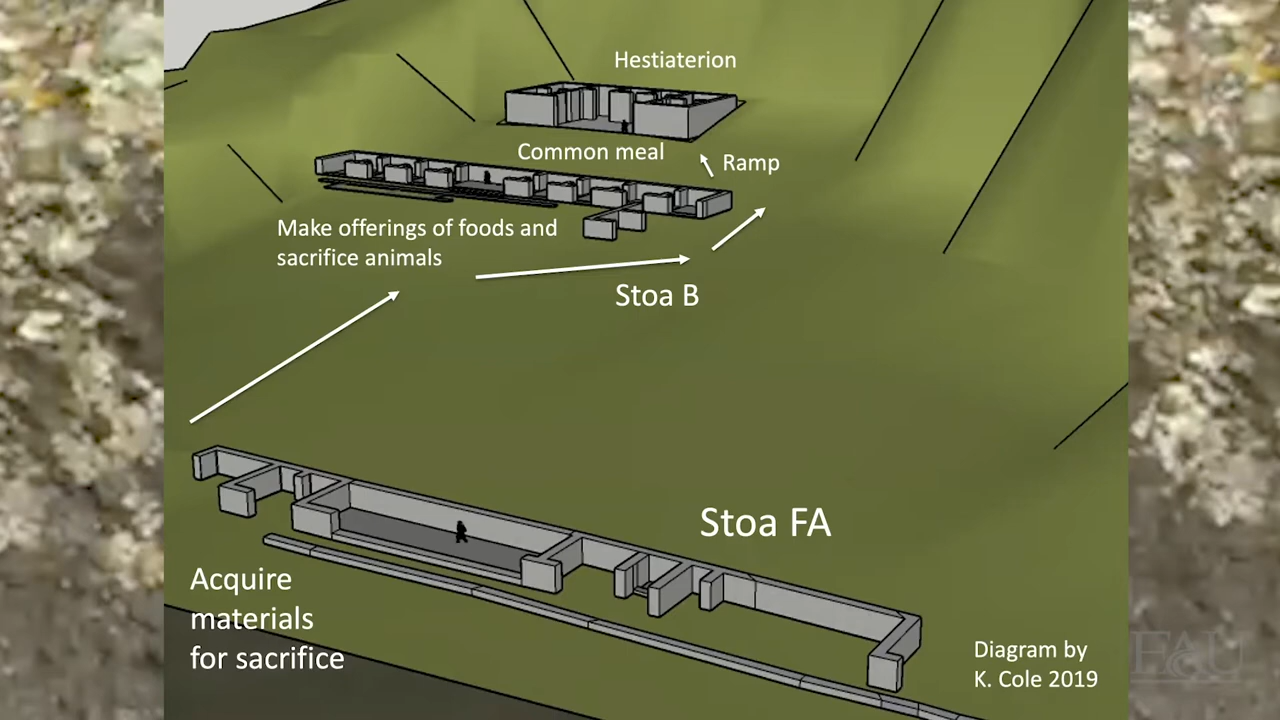 Hestiaterion
Common meal
Ramp
Make offerings of foods and
sacrifice animals
Stoa B
Stoa FA
Acquire
materials
for sacrifice
Diagram by
K. Cole 2019
FAU